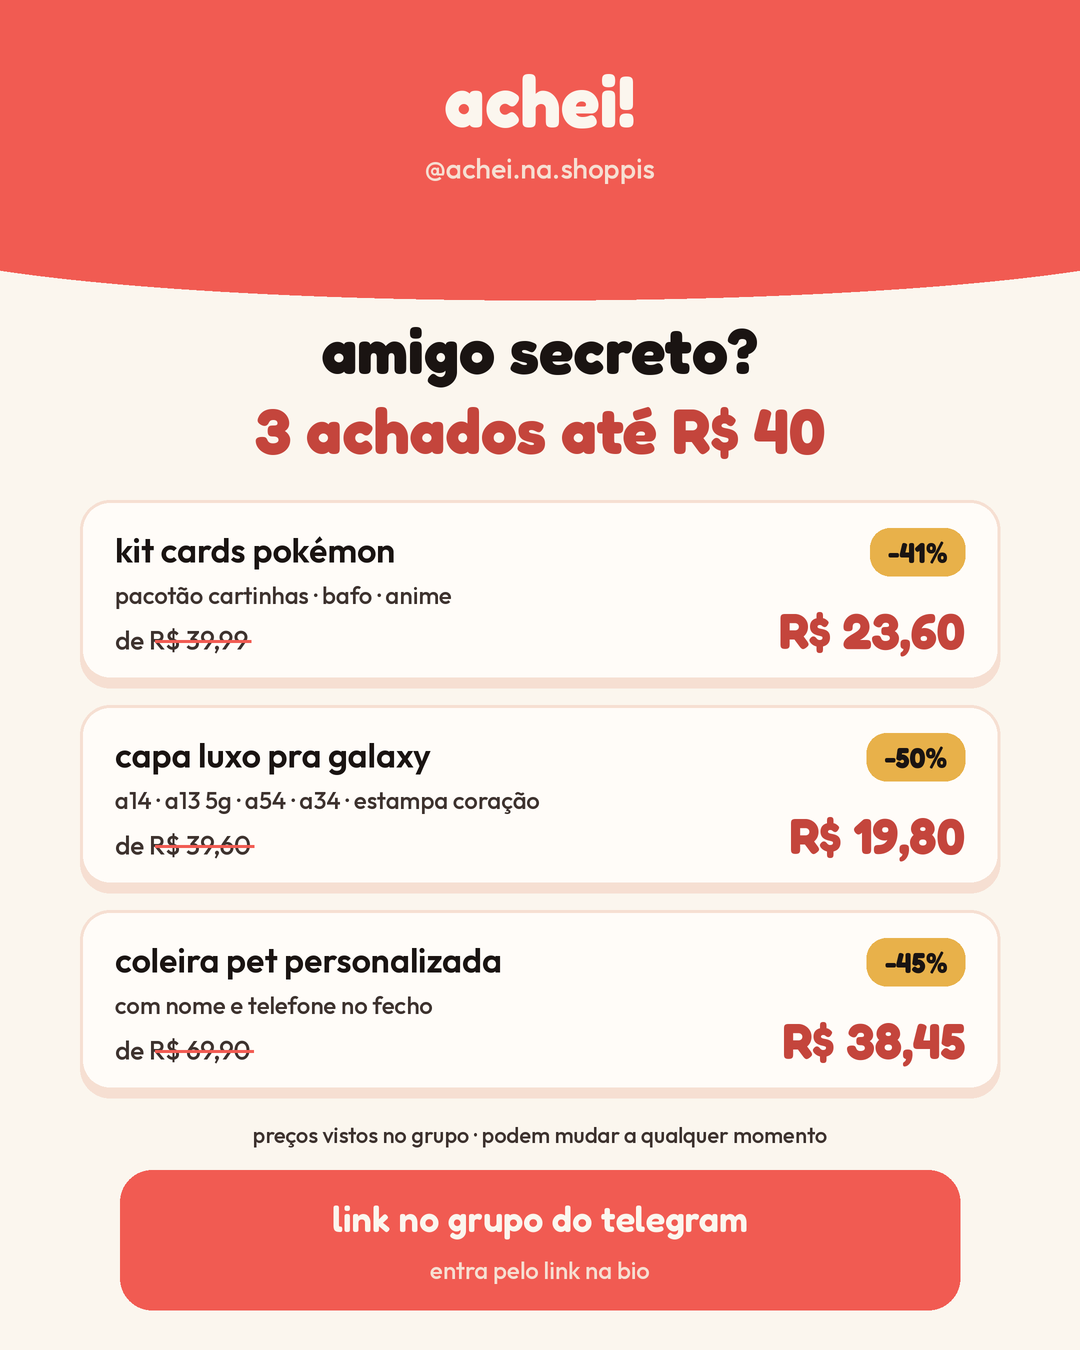 achei!
@achei.na.shoppis
amigo secreto?
3 achados até R$ 40
kit cards pokémon
-41%
pacotão cartinhas · bafo · anime
de R$ 39,99
R$ 23,60
capa luxo pra galaxy
-50%
a14 · a13 5g · a54 · a34 · estampa coração
de R$ 39,60
R$ 19,80
coleira pet personalizada
-45%
com nome e telefone no fecho
de R$ 69,90
R$ 38,45
preços vistos no grupo · podem mudar a qualquer momento
link no grupo do telegram
entra pelo link na bio